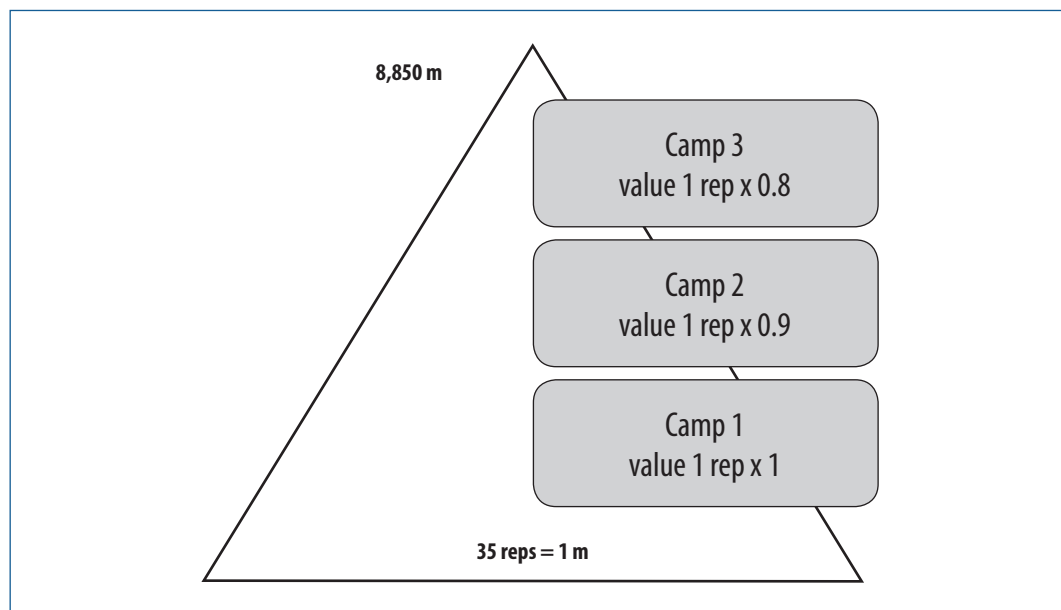 8,850 m
Camp 3
value 1 rep x 0.8
Camp 2
value 1 rep x 0.9
Camp 1
value 1 rep x 1
35 reps = 1 m